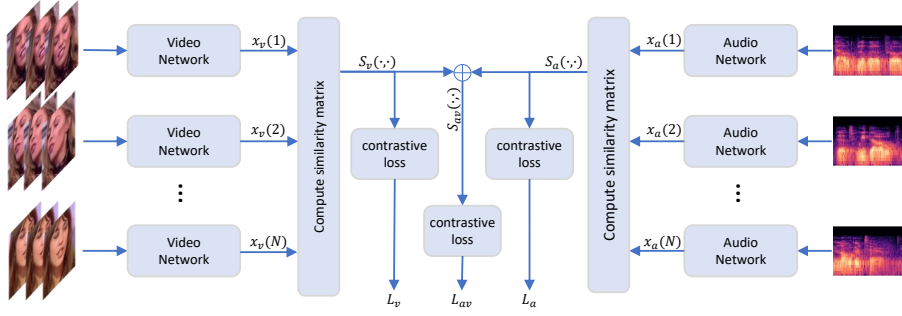 Video
Network
x_v(1)
Video
Network
x_v(2)
...
Video
Network
x_v(N)
Compute similarity matrix
S_v(·,·)
contrastive
loss
L_v
S_av(·,·)
contrastive
loss
L_av
S_a(·,·)
contrastive
loss
L_a
Compute similarity matrix
x_a(1)
Audio
Network
x_a(2)
Audio
Network
...
x_a(N)
Audio
Network